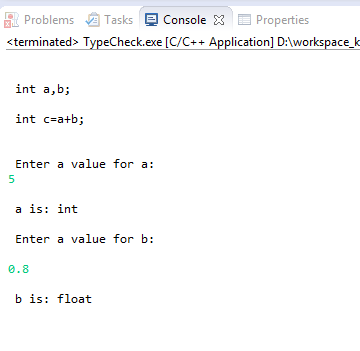 Problems Tasks Console Properties
<terminated> TypeCheck.exe [C/C++ Application] D:\workspace_k
int a,b;
int c=a+b;
Enter a value for a:
5
a is: int
Enter a value for b:
0.8
b is: float